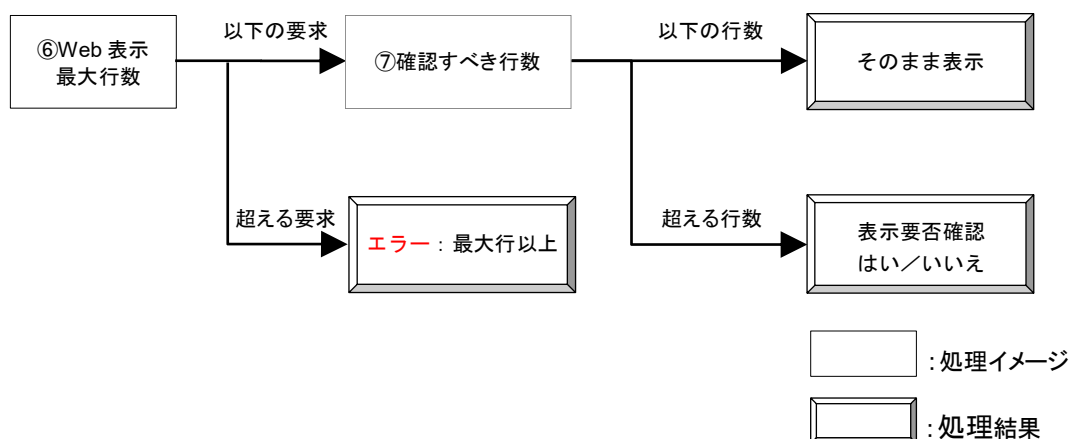 ⑥Web 表示
最大行数
以下の要求
⑦確認すべき行数
以下の行数
そのまま表示
超える要求
エラー：最大行以上
超える行数
表示要否確認
はい／いいえ
：処理イメージ
：処理結果